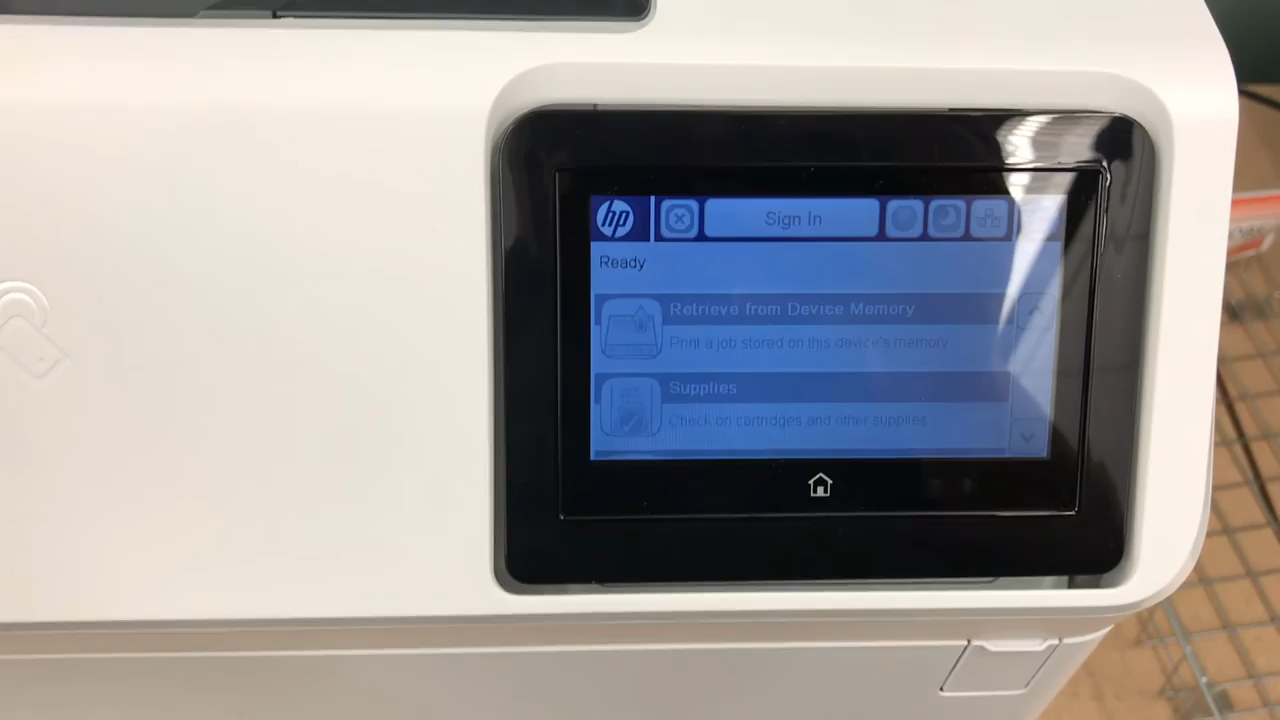 hp
Sign In
Ready
Retrieve from Device Memory
Print a job stored on this device's memory
Supplies
Check on cartridges and other supplies